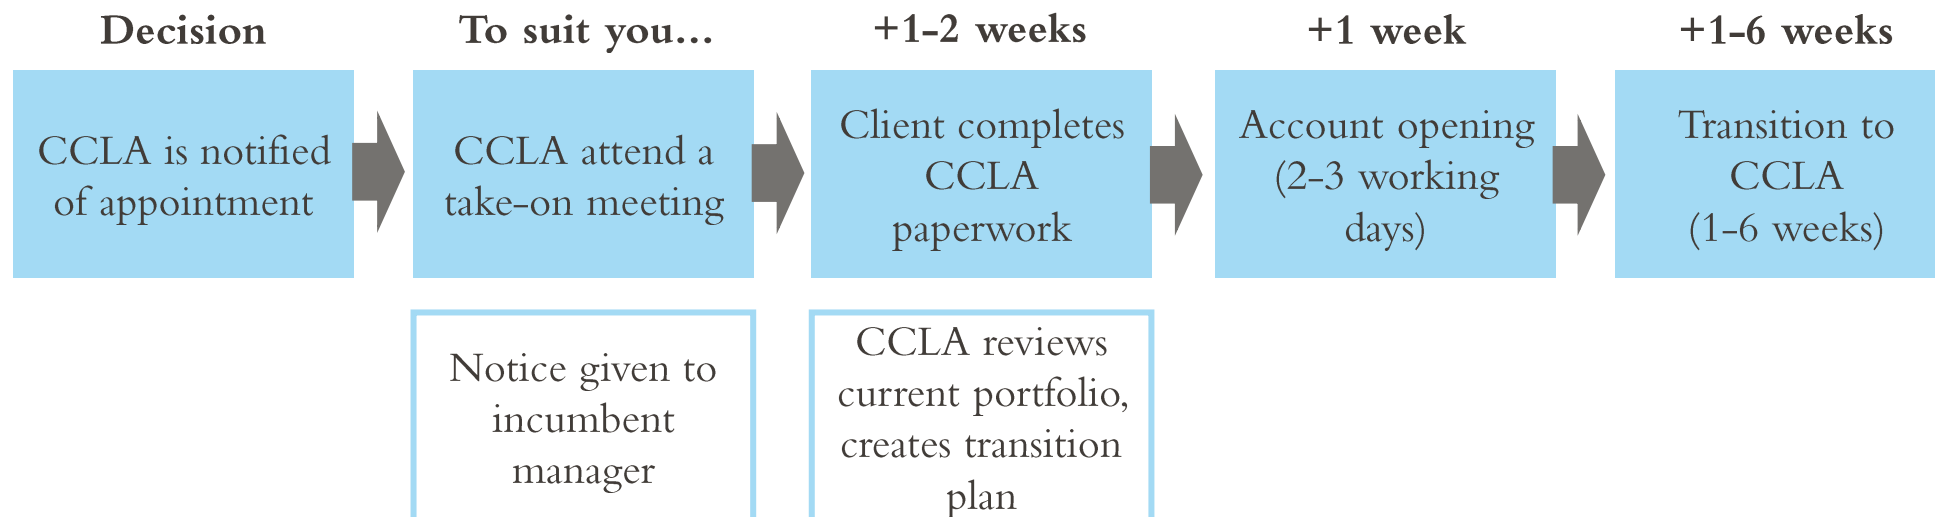 Decision
To suit you...
+1-2 weeks
+1 week
+1-6 weeks
CCLA is notified
of appointment
CCLA attend a
take-on meeting
Client completes
CCLA
paperwork
Account opening
(2-3 working
days)
Transition to
CCLA
(1-6 weeks)
Notice given to
incumbent
manager
CCLA reviews
current portfolio,
creates transition
plan